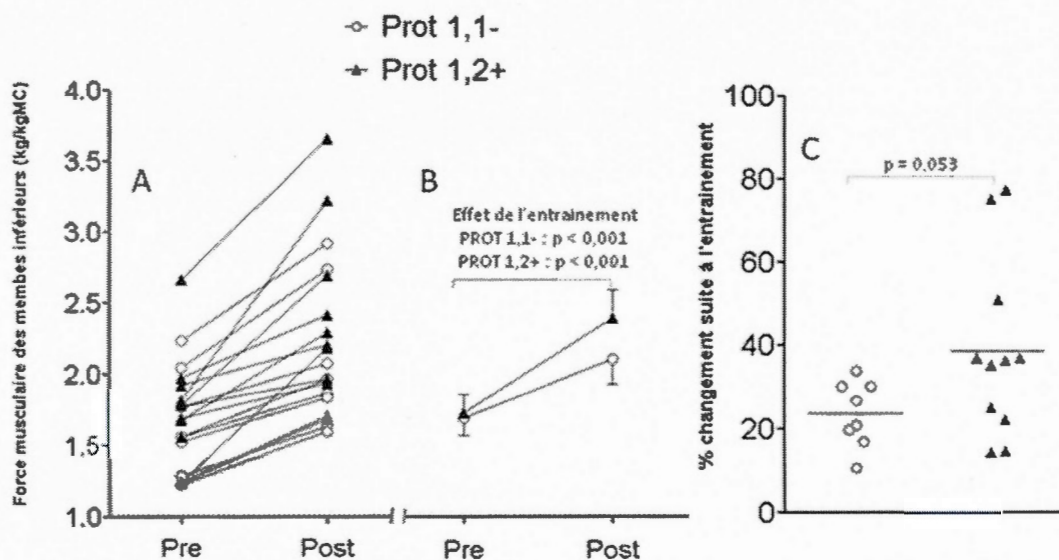 Prot 1,1-
Prot 1,2+
Force musculaire des membes inférieurs (kg/kgMC)
4.0
3.5
3.0
2.5
2.0
1.5
1.0
A
Pre
Post
B
Effet de l'entrainement
PROT 1,1- : p < 0,001
PROT 1,2+ : p < 0,001
Pre
Post
% changement suite à l'entrainement
100
80
60
40
20
0
C
p = 0,053